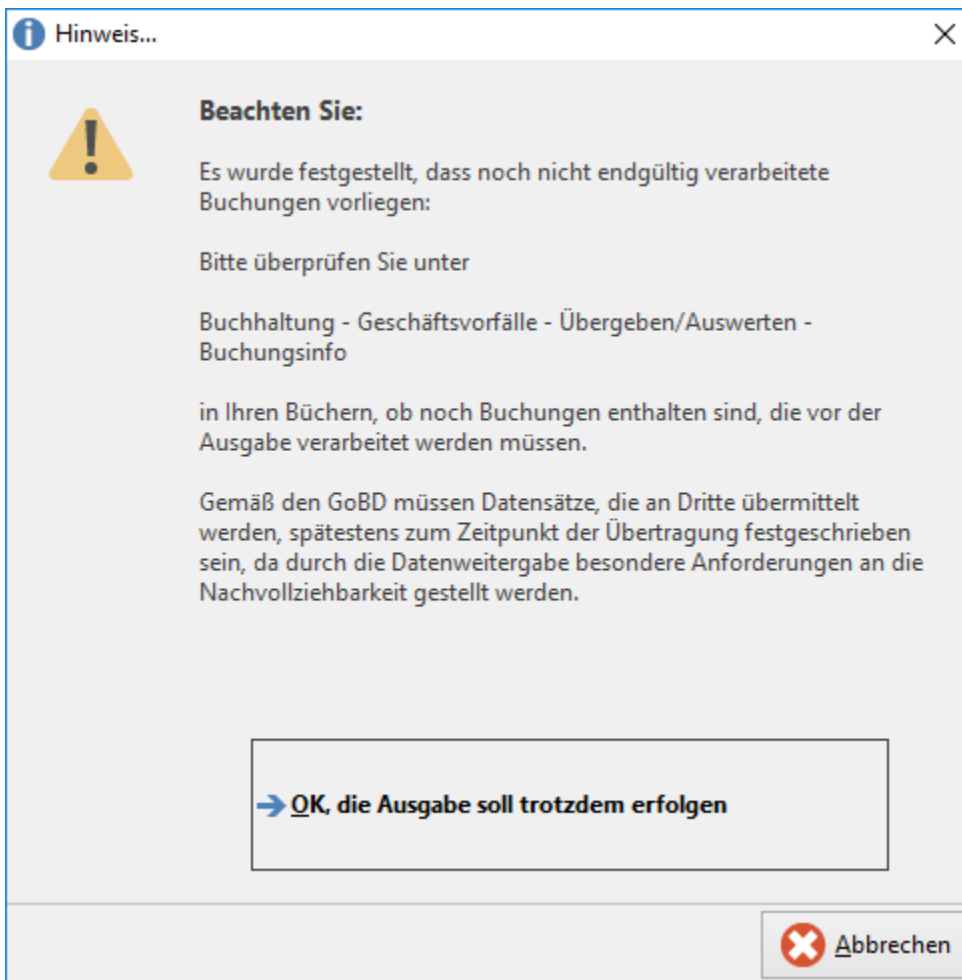 Hinweis...
Beachten Sie:
Es wurde festgestellt, dass noch nicht endgültig verarbeitete
Buchungen vorliegen:
Bitte überprüfen Sie unter
Buchhaltung - Geschäftsvorfälle - Übergeben/Auswerten -
Buchungsinfo
in Ihren Büchern, ob noch Buchungen enthalten sind, die vor der
Ausgabe verarbeitet werden müssen.
Gemäß den GoBD müssen Datensätze, die an Dritte übermittelt
werden, spätestens zum Zeitpunkt der Übertragung festgeschrieben
sein, da durch die Datenweitergabe besondere Anforderungen an die
Nachvollziehbarkeit gestellt werden.
OK, die Ausgabe soll trotzdem erfolgen
Abbrechen